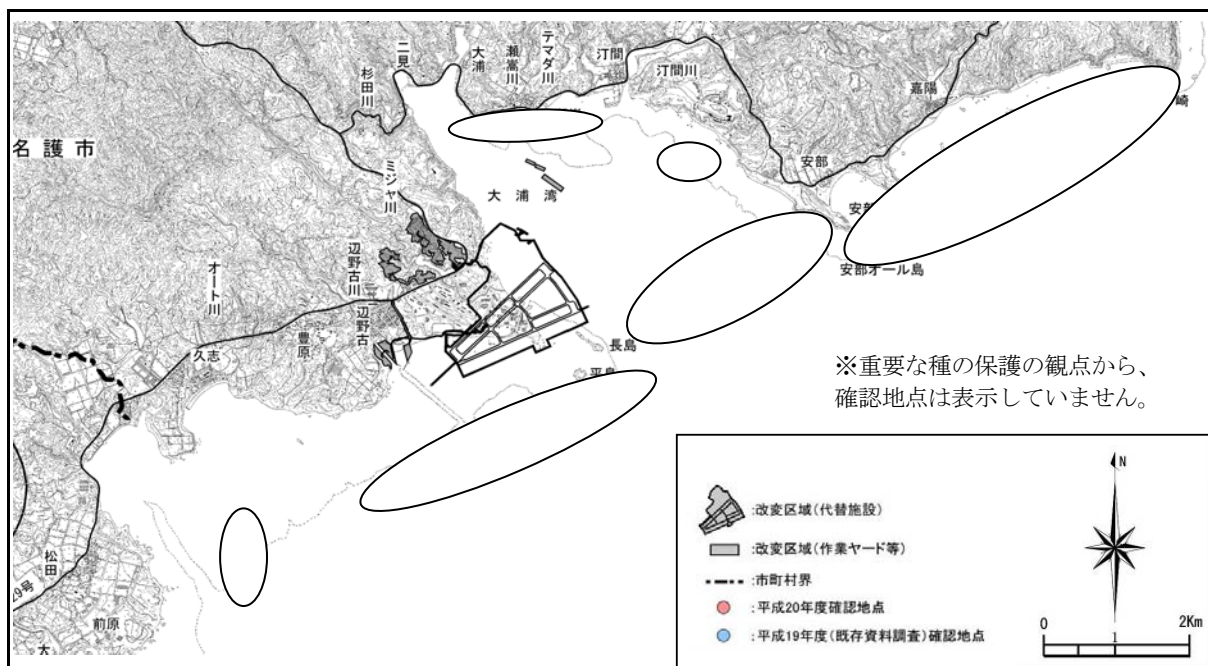 二見
大浦
瀬嵩川
テマダ川
汀間
汀間川
杉田川
嘉陽
崎
名護市
ミジャ川
安部
大浦湾
安部
安部オール島
辺野古川
オート川
辺野古
豊原
久志
長島
平島
※重要な種の保護の観点から、
確認地点は表示していません。
:改変区域(代替施設)
:改変区域(作業ヤード等)
:市町村界
:平成20年度確認地点
:平成19年度(既存資料調査)確認地点
N
0
1
2Km
松田
29号
前原
大